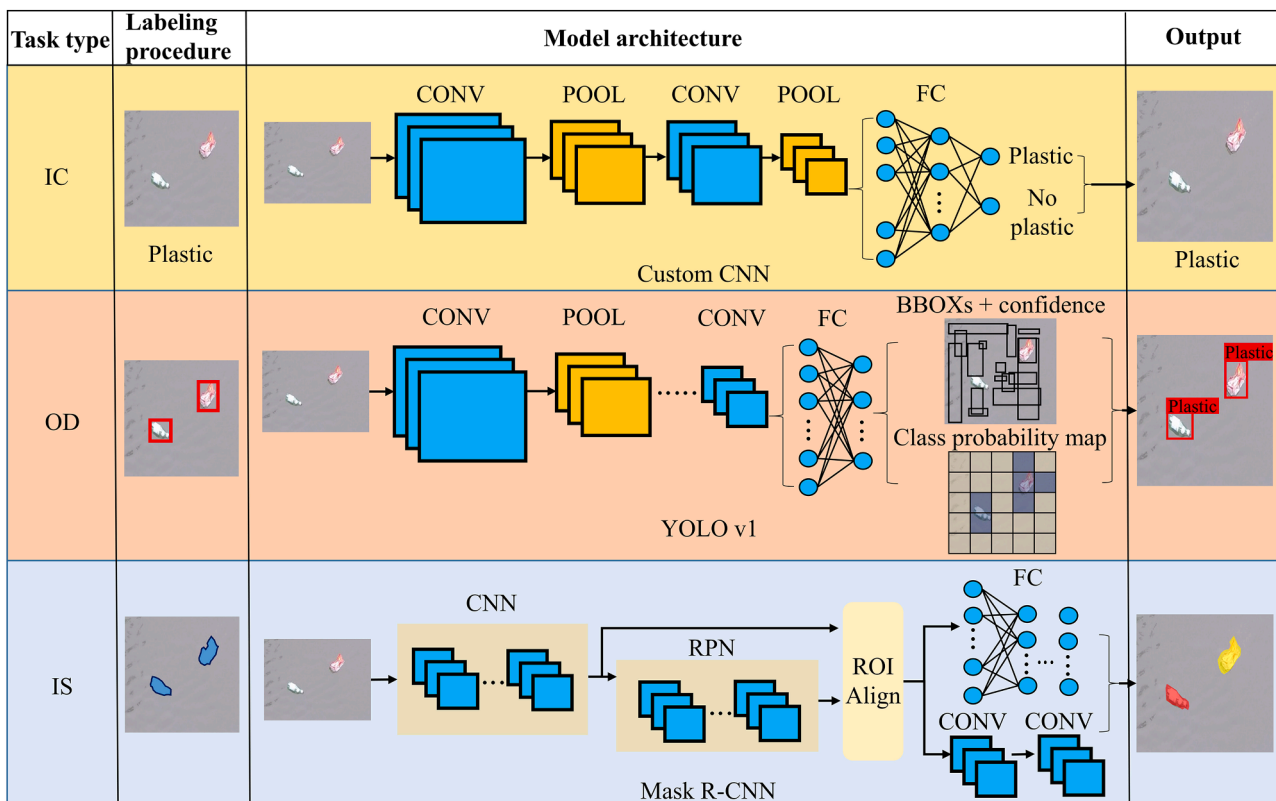 Task type
Labeling
procedure
Model architecture
Output
IC
Plastic
CONV
POOL
CONV
POOL
FC
Plastic
No
plastic
Custom CNN
Plastic
OD
CONV
POOL
CONV
FC
BBOXs + confidence
Class probability map
YOLO v1
Plastic
Plastic
IS
CNN
RPN
ROI
Align
FC
CONV
CONV
Mask R-CNN